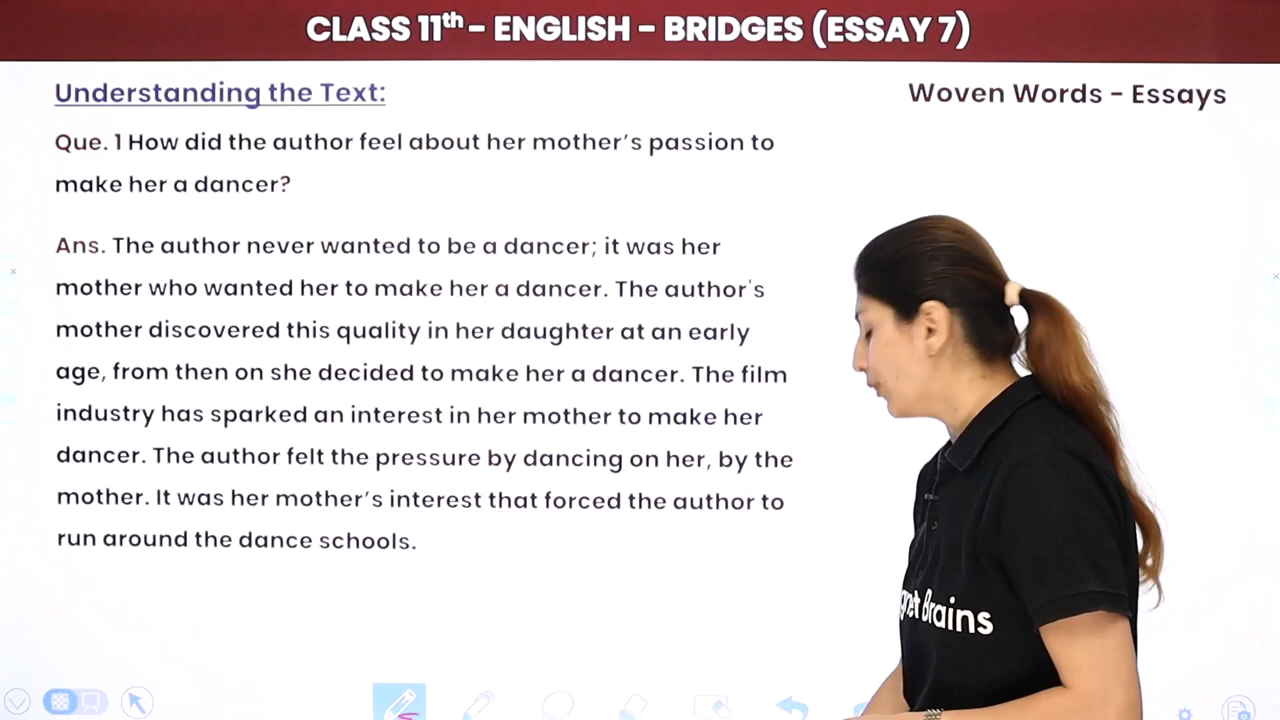 CLASS 11th - ENGLISH - BRIDGES (ESSAY 7)
Understanding the Text:
Woven Words - Essays
Que. 1 How did the author feel about her mother's passion to
make her a dancer?
Ans. The author never wanted to be a dancer; it was her
mother who wanted her to make her a dancer. The author's
mother discovered this quality in her daughter at an early
age, from then on she decided to make her a dancer. The film
industry has sparked an interest in her mother to make her
dancer. The author felt the pressure by dancing on her, by the
mother. It was her mother's interest that forced the author to
run around the dance schools.
Brains